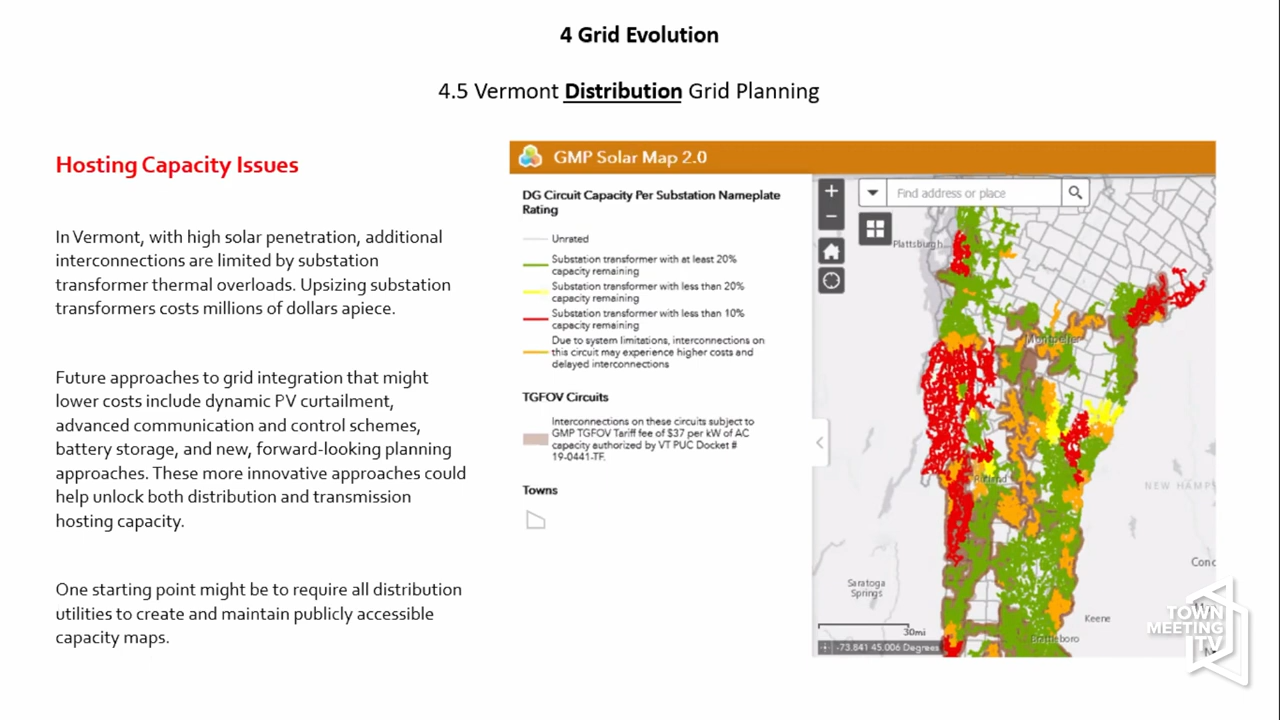 4 Grid Evolution
4.5 Vermont Distribution Grid Planning
Hosting Capacity Issues
In Vermont, with high solar penetration, additional
interconnections are limited by substation
transformer thermal overloads. Upsizing substation
transformers costs millions of dollars apiece.
Future approaches to grid integration that might
lower costs include dynamic PV curtailment,
advanced communication and control schemes,
battery storage, and new, forward-looking planning
approaches. These more innovative approaches could
help unlock both distribution and transmission
hosting capacity.
One starting point might be to require all distribution
utilities to create and maintain publicly accessible
capacity maps.
GMP Solar Map 2.0
DG Circuit Capacity Per Substation Nameplate
Rating
Unrated
Substation transformer with at least 20%
capacity remaining
Substation transformer with less than 20%
capacity remaining
Substation transformer with less than 10%
capacity remaining
Due to system limitations, interconnections on
this circuit may experience higher costs and
delayed interconnections
TGFOV Circuits
Interconnections on these circuits subject to
GMP TGFOV Tariff fee of $37 per kW of AC
capacity authorized by VT PUC Docket #
19-0441-TF.
Towns
+
Find address or place
−
Plattsburgh
Montpelier
Rutland
NEW HAMP
Conc
Saratoga
Springs
Keene
30mi
Brattleboro
-73.841 45.006 Degrees
TOWN
MEETING
TV